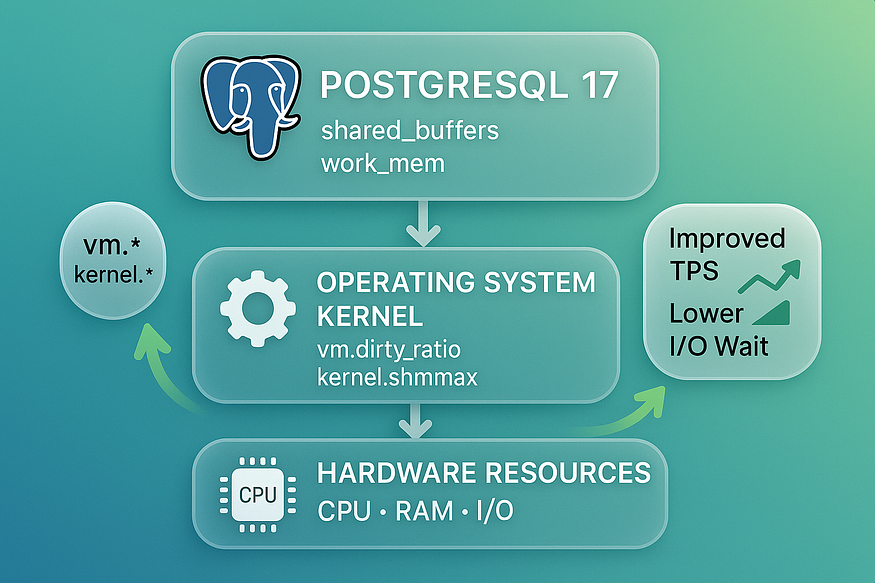 POSTGRESQL 17
shared_buffers
work_mem
vm.*
kernel.*
OPERATING SYSTEM
KERNEL
vm.dirty_ratio
kernel.shmmax
Improved
TPS
Lower
I/O Wait
CPU
HARDWARE RESOURCES
CPU • RAM • I/O